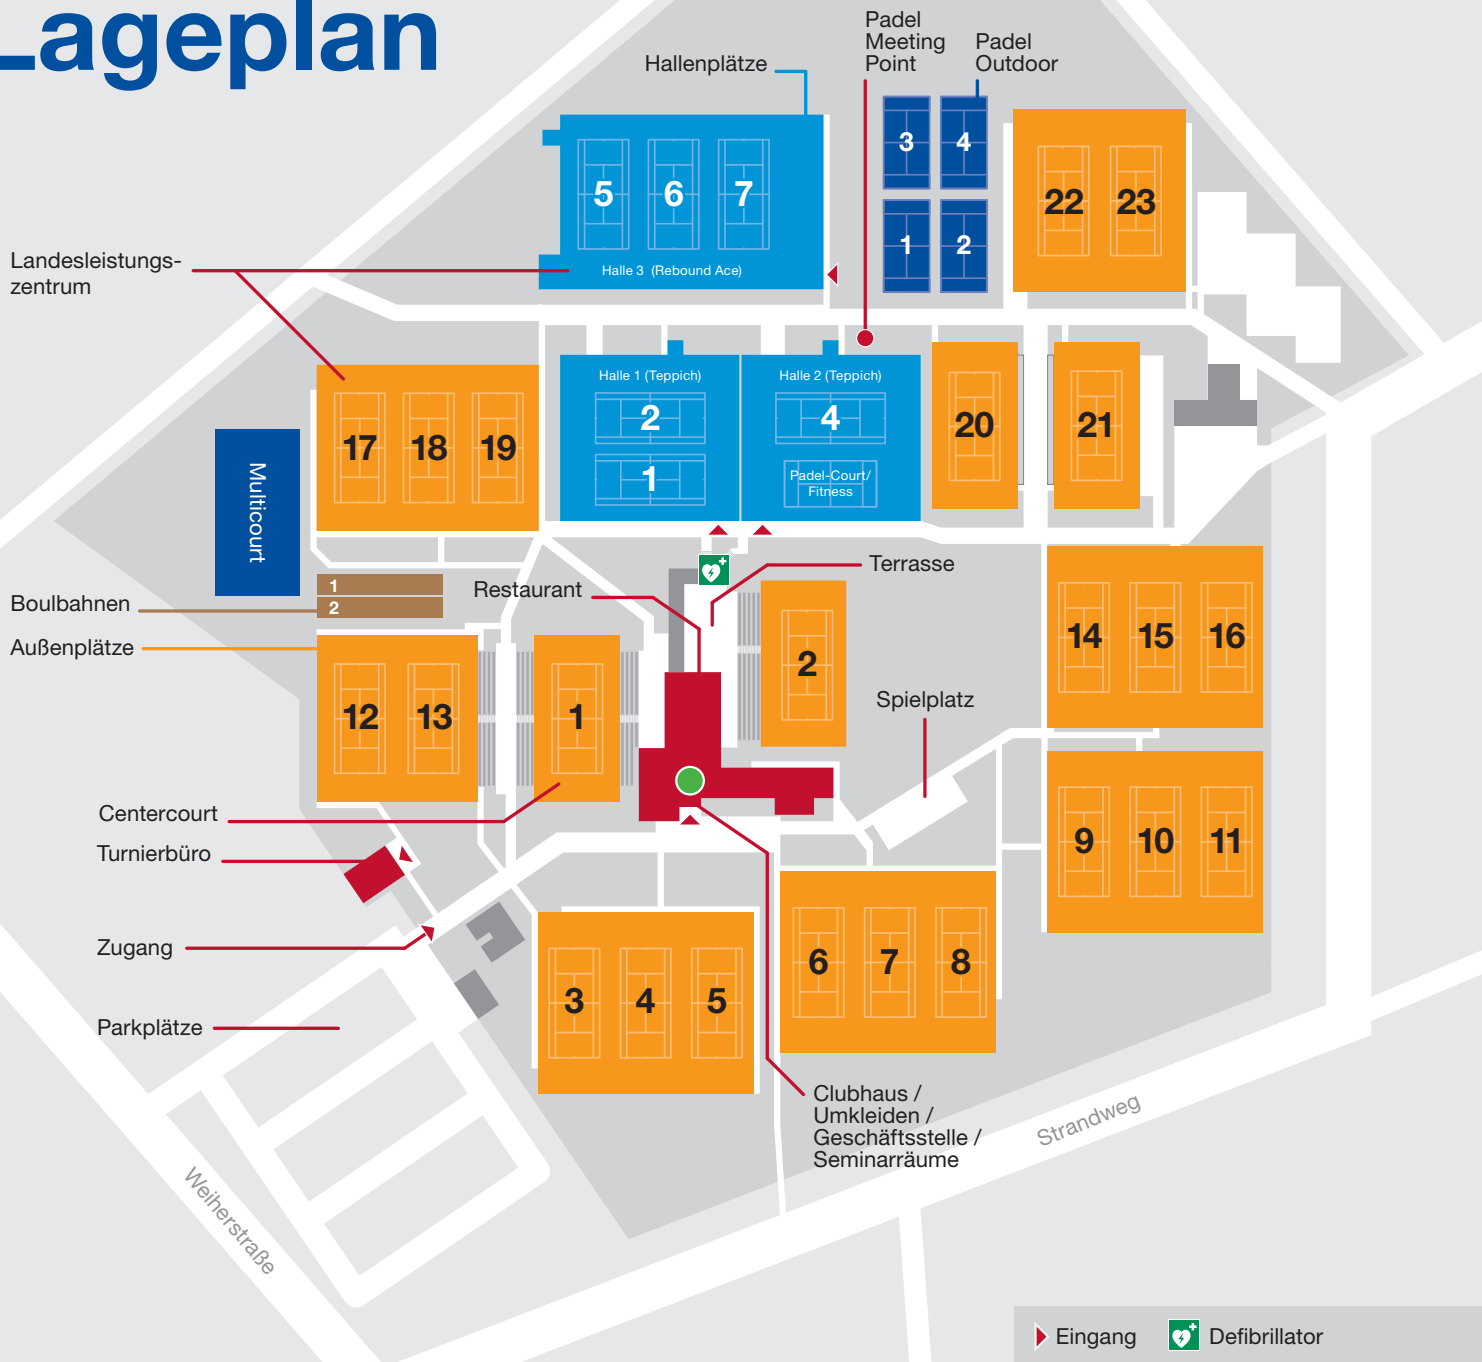 Lageplan
Padel
Meeting
Point
Padel
Outdoor
Hallenplätze
3
4
1
2
22
23
5
6
7
Halle 3 (Rebound Ace)
Landesleistungs-
zentrum
17
18
19
Halle 1 (Teppich)
2
1
Halle 2 (Teppich)
4
Padel-Court/
Fitness
20
21
Multicourt
Boulbahnen
1
2
Außenplätze
Restaurant
Terrasse
12
13
1
2
Spielplatz
14
15
16
9
10
11
Centercourt
Turnierbüro
Zugang
Parkplätze
3
4
5
6
7
8
Clubhaus /
Umkleiden /
Geschäftsstelle /
Seminarräume
Strandweg
Weiherstraße
Eingang
Defibrillator